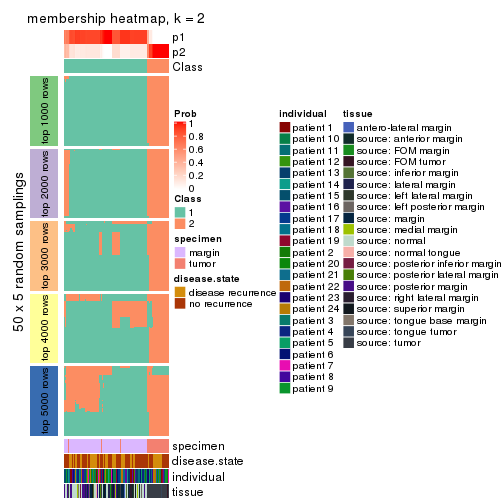 membership heatmap, k = 2
p1
p2
Class
50 x 5 random samplings
top 1000 rows
top 2000 rows
top 3000 rows
top 4000 rows
top 5000 rows
specimen
disease.state
individual
tissue
Prob
1
0.8
0.6
0.4
0.2
0
Class
1
2
specimen
margin
tumor
disease.state
disease recurrence
no recurrence
individual
patient 1
patient 10
patient 11
patient 12
patient 13
patient 14
patient 15
patient 16
patient 17
patient 18
patient 19
patient 2
patient 20
patient 21
patient 22
patient 23
patient 24
patient 3
patient 4
patient 5
patient 6
patient 7
patient 8
patient 9
tissue
antero-lateral margin
source: anterior margin
source: FOM margin
source: FOM tumor
source: inferior margin
source: lateral margin
source: left lateral margin
source: left posterior margin
source: margin
source: medial margin
source: normal
source: normal tongue
source: posterior inferior margin
source: posterior lateral margin
source: posterior margin
source: right lateral margin
source: superior margin
source: tongue base margin
source: tongue tumor
source: tumor